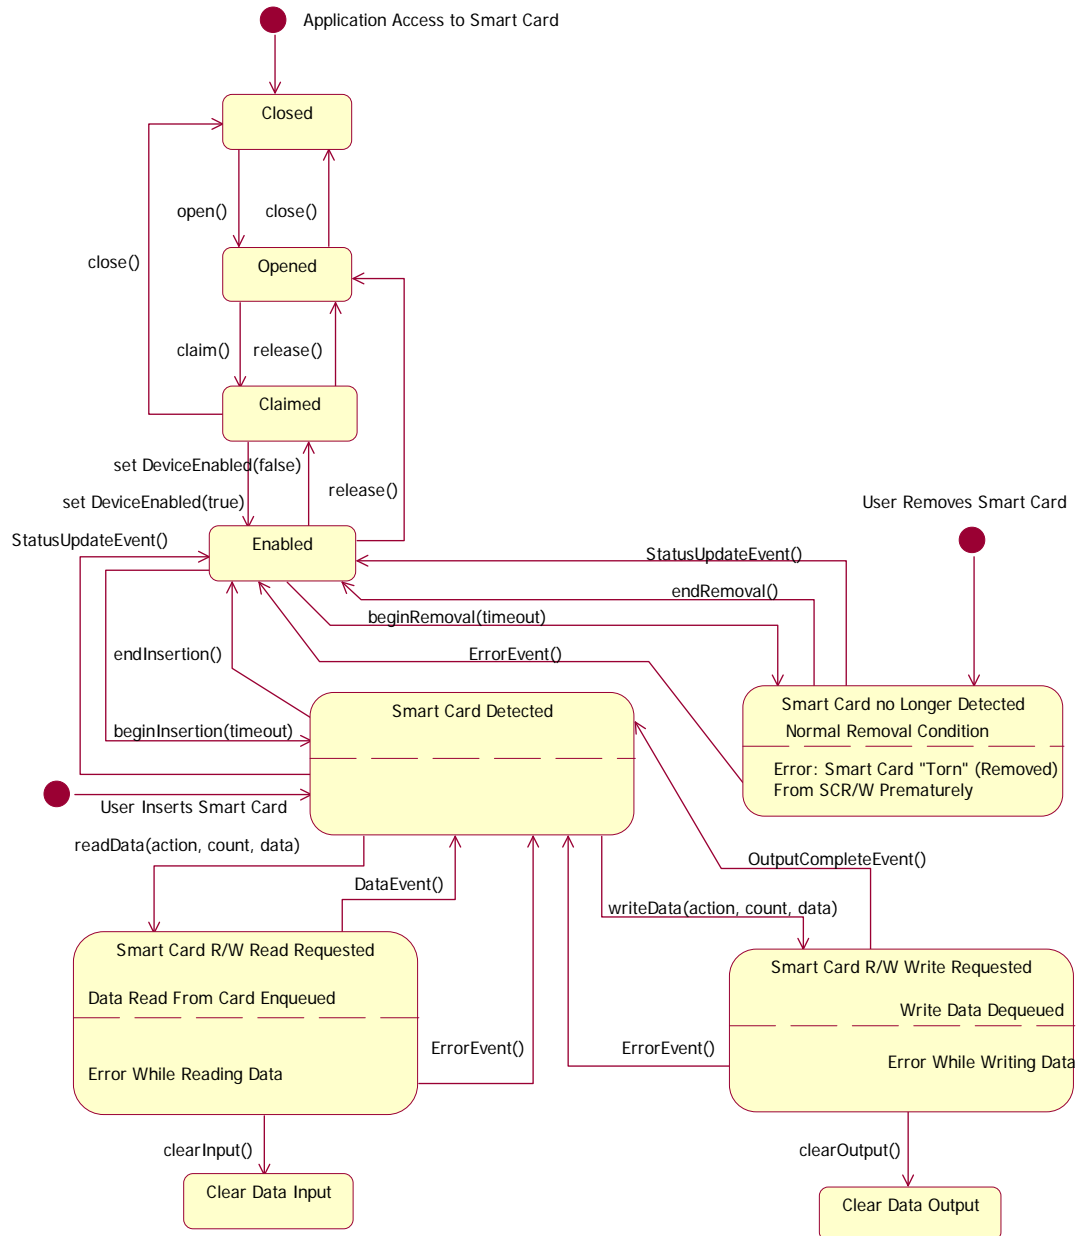 Application Access to Smart Card
Closed
open()
close()
close()
Opened
claim()
release()
Claimed
set DeviceEnabled(false)
release()
set DeviceEnabled(true)
User Removes Smart Card
StatusUpdateEvent()
Enabled
StatusUpdateEvent()
endRemoval()
beginRemoval(timeout)
endInsertion()
ErrorEvent()
Smart Card Detected
Smart Card no Longer Detected
Normal Removal Condition
beginInsertion(timeout)
Error: Smart Card "Torn" (Removed)
From SCR/W Prematurely
User Inserts Smart Card
readData(action, count, data)
OutputCompleteEvent()
DataEvent()
writeData(action, count, data)
Smart Card R/W Read Requested
Smart Card R/W Write Requested
Data Read From Card Enqueued
Write Data Dequeued
ErrorEvent()
ErrorEvent()
Error While Writing Data
Error While Reading Data
clearInput()
clearOutput()
Clear Data Input
Clear Data Output